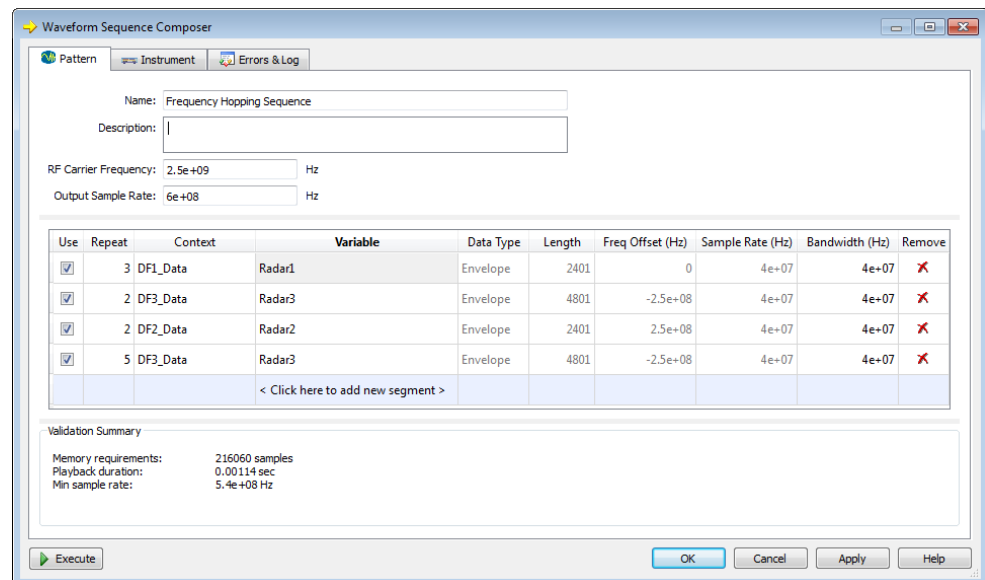 Waveform Sequence Composer
Pattern Instrument Errors & Log
Name: Frequency Hopping Sequence
Description:
RF Carrier Frequency: 2.5e+09 Hz
Output Sample Rate: 6e+08 Hz
Use Repeat Context Variable Data Type Length Freq Offset (Hz) Sample Rate (Hz) Bandwidth (Hz) Remove
3 DF1_Data Radar1 Envelope 2401 0 4e+07 4e+07
2 DF3_Data Radar3 Envelope 4801 -2.5e+08 4e+07 4e+07
2 DF2_Data Radar2 Envelope 2401 2.5e+08 4e+07 4e+07
5 DF3_Data Radar3 Envelope 4801 -2.5e+08 4e+07 4e+07
< Click here to add new segment >
Validation Summary
Memory requirements: 216060 samples
Playback duration: 0.00114 sec
Min sample rate: 5.4e+08 Hz
Execute OK Cancel Apply Help